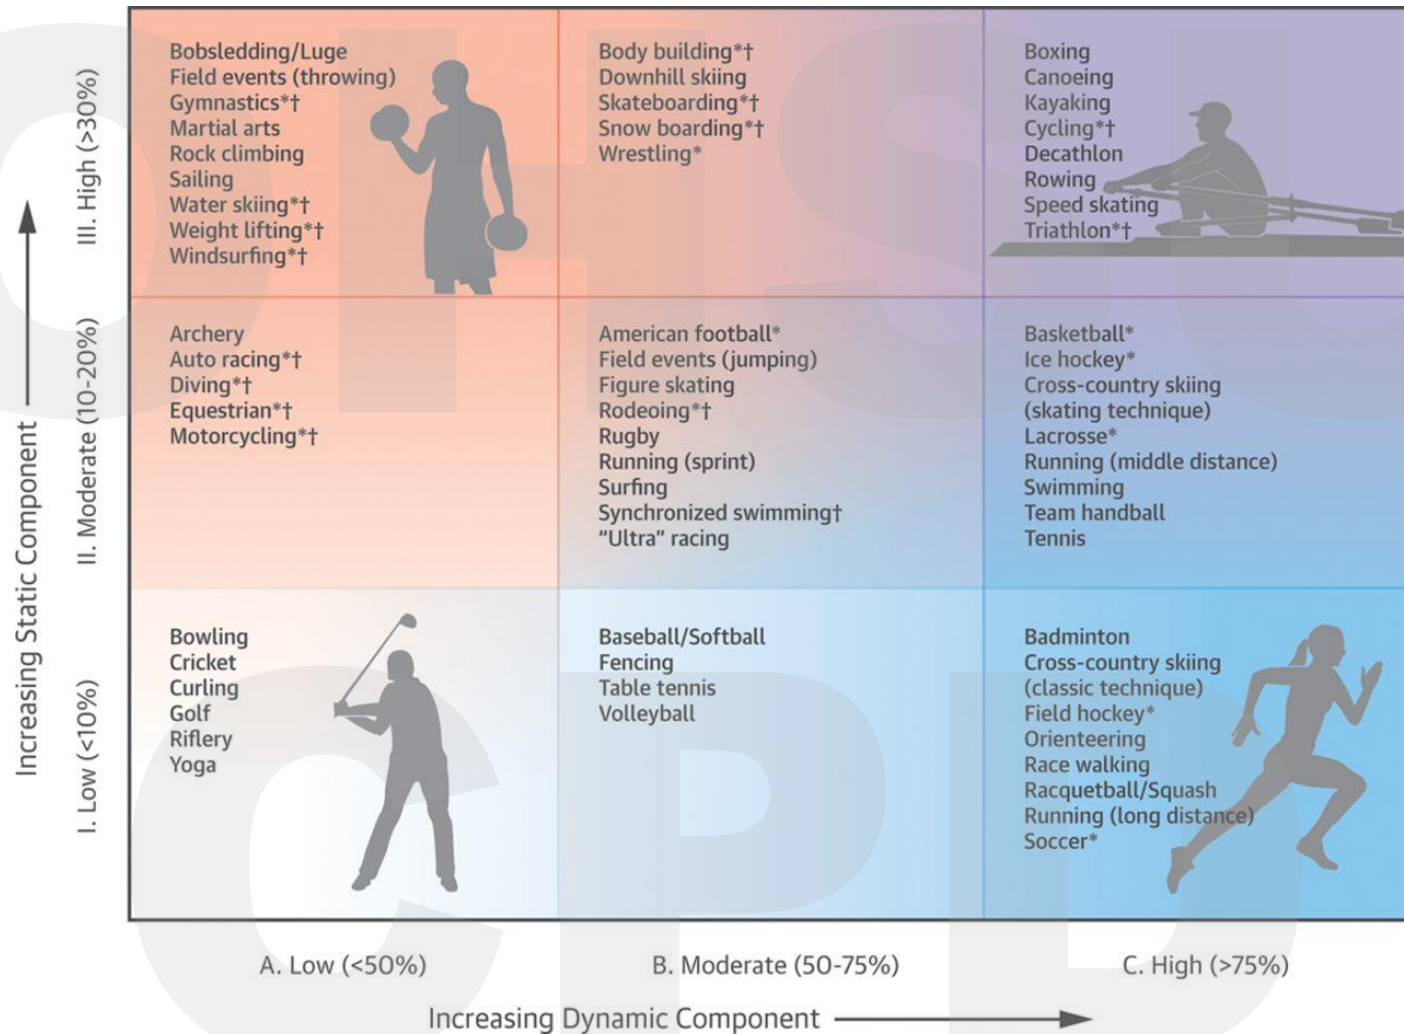 III. High (>30%)
Bobsledding/Luge
Field events (throwing)
Gymnastics*†
Martial arts
Rock climbing
Sailing
Water skiing*†
Weight lifting*†
Windsurfing*†
Body building*†
Downhill skiing
Skateboarding*†
Snow boarding*†
Wrestling*
Boxing
Canoeing
Kayaking
Cycling*†
Decathlon
Rowing
Speed skating
Triathlon*†
II. Moderate (10-20%)
Archery
Auto racing*†
Diving*†
Equestrian*†
Motorcycling*†
American football*
Field events (jumping)
Figure skating
Rodeoing*†
Rugby
Running (sprint)
Surfing
Synchronized swimming†
“Ultra” racing
Basketball*
Ice hockey*
Cross-country skiing
(skating technique)
Lacrosse*
Running (middle distance)
Swimming
Team handball
Tennis
I. Low (<10%)
Bowling
Cricket
Curling
Golf
Riflery
Yoga
Baseball/Softball
Fencing
Table tennis
Volleyball
Badminton
Cross-country skiing
(classic technique)
Field hockey*
Orienteering
Race walking
Racquetball/Squash
Running (long distance)
Soccer*
Increasing Static Component
A. Low (<50%)
B. Moderate (50-75%)
C. High (>75%)
Increasing Dynamic Component
OHSU
CPD